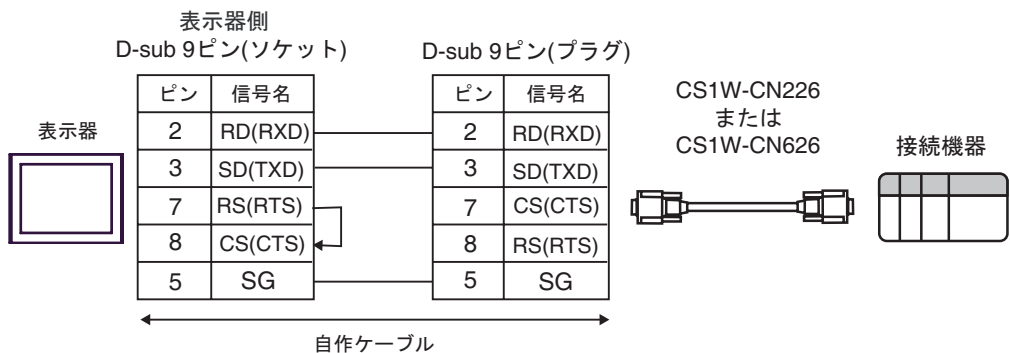 表示器側
D-sub 9ピン(ソケット)
D-sub 9ピン(プラグ)
ピン 信号名 ピン 信号名
2 RD(RXD) 2 RD(RXD)
3 SD(TXD) 3 SD(TXD)
7 RS(RTS) 7 CS(CTS)
8 CS(CTS) 8 RS(RTS)
5 SG 5 SG
表示器
CS1W-CN226
または
CS1W-CN626
接続機器
自作ケーブル